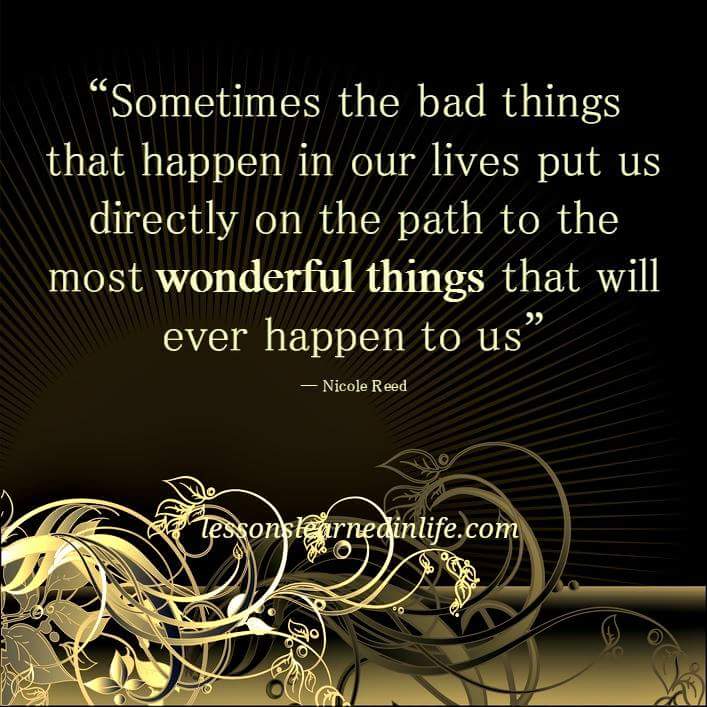 “Sometimes the bad things
that happen in our lives put us
directly on the path to the
most wonderful things that will
ever happen to us”
— Nicole Reed
lessonslearnedinlife.com